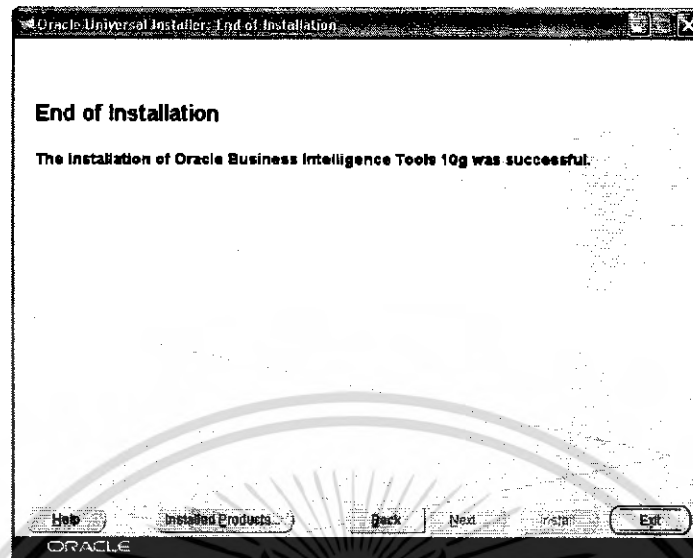 Oracle Universal Installer: End of Installation
End of Installation
The installation of Oracle Business Intelligence Tools 10g was successful.
Help
Installed Products...
Back
Next
Install
Exit
ORACLE